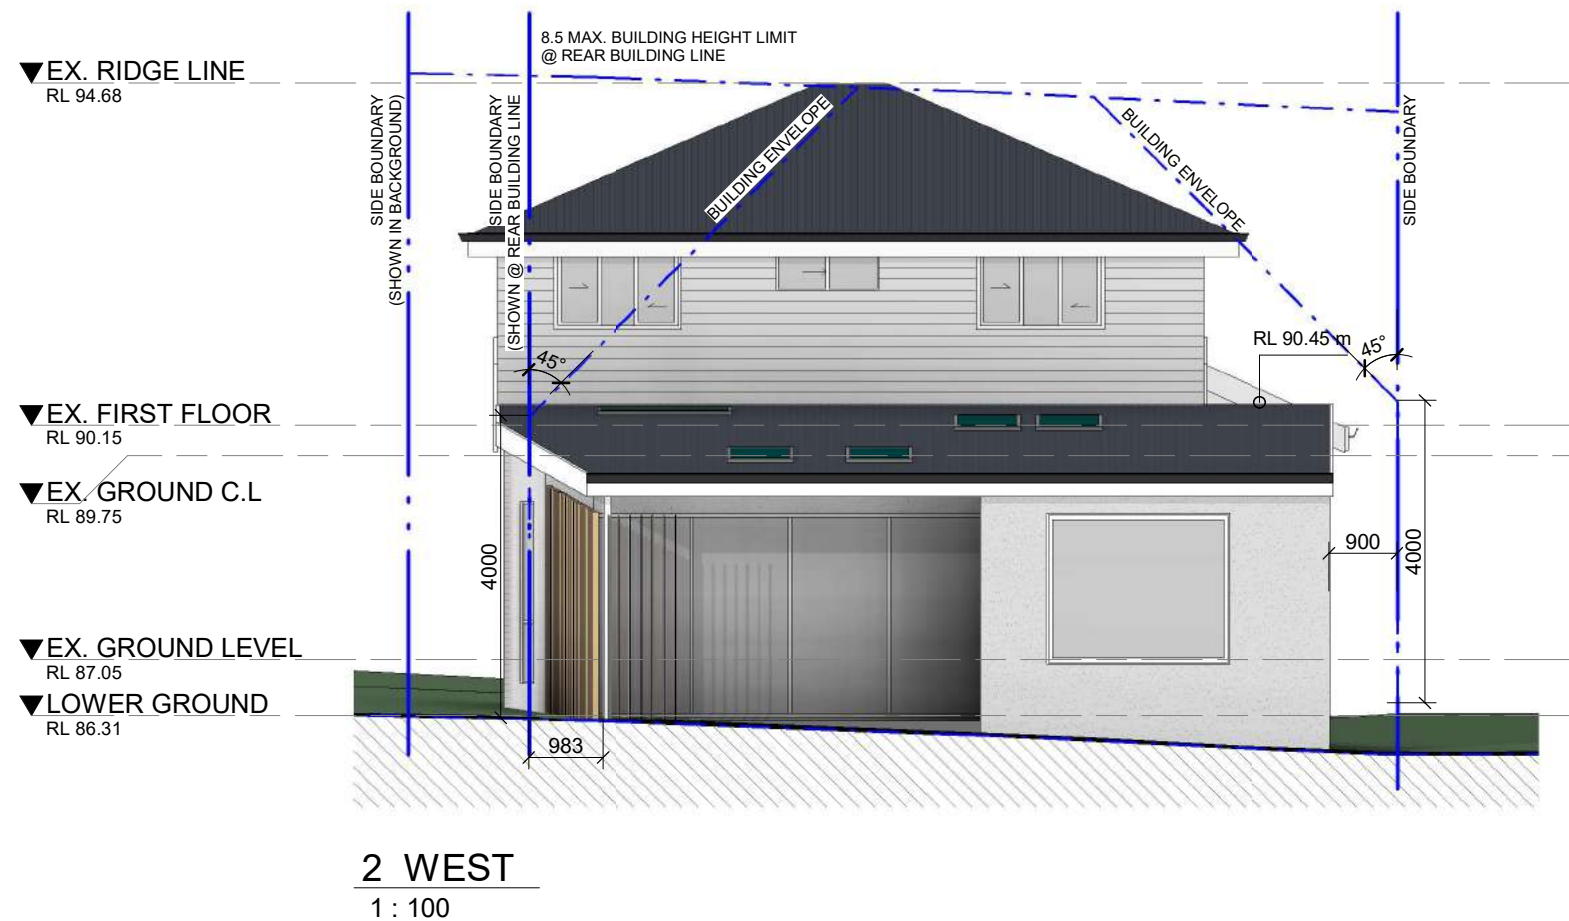 8.5 MAX. BUILDING HEIGHT LIMIT
@ REAR BUILDING LINE
EX. RIDGE LINE
RL 94.68
SIDE BOUNDARY
(SHOWN IN BACKGROUND)
SIDE BOUNDARY
(SHOWN @ REAR BUILDING LINE
BUILDING ENVELOPE
BUILDING ENVELOPE
SIDE BOUNDARY
45°
RL 90.45 m
45°
EX. FIRST FLOOR
RL 90.15
EX. GROUND C.L
RL 89.75
4000
900
4000
EX. GROUND LEVEL
RL 87.05
LOWER GROUND
RL 86.31
983
2 WEST
1 : 100